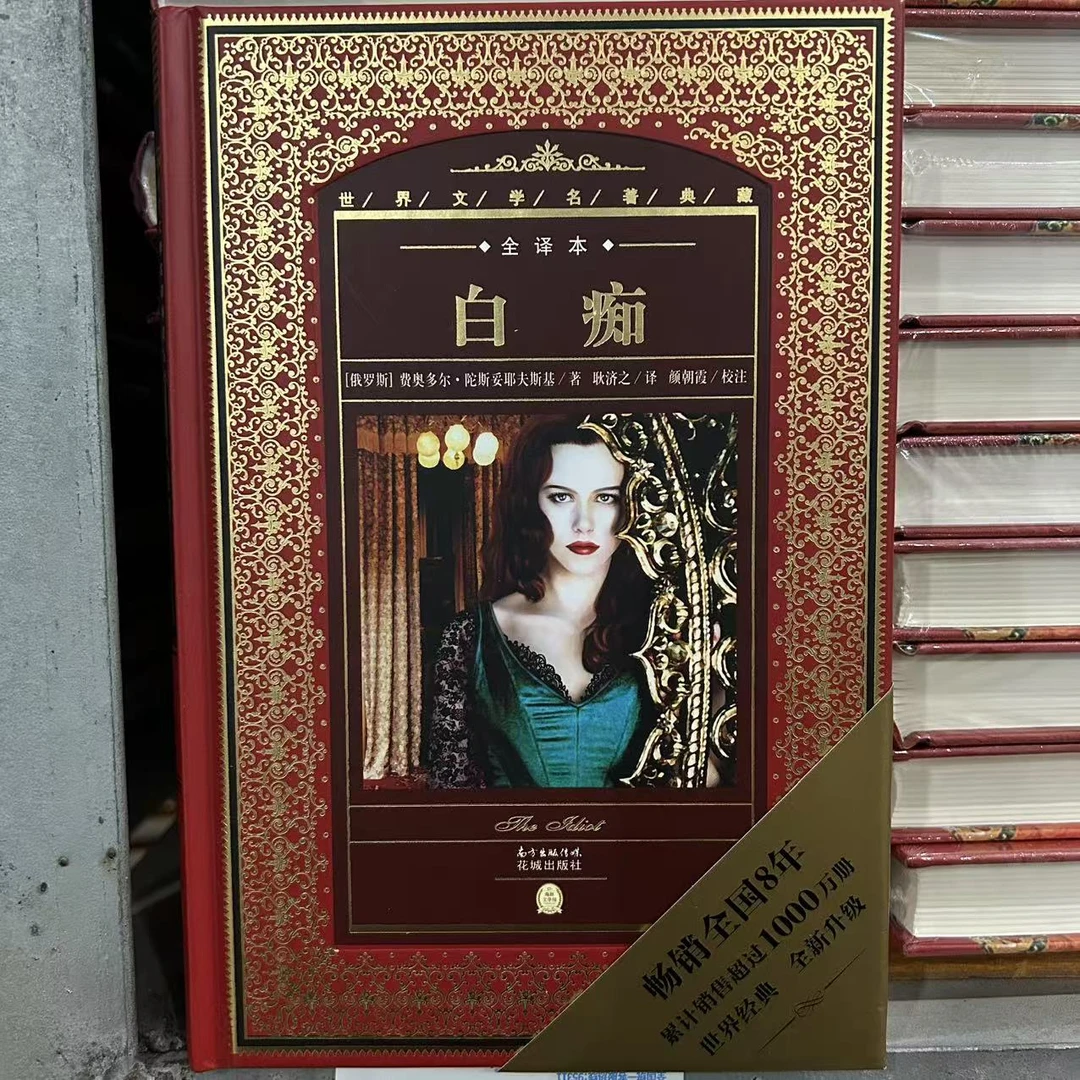 世/界/文/学/名/著/典/藏
全译本
白痴
[俄罗斯] 费奥多尔·陀斯妥耶夫斯基/著 耿济之/译 颜朝霞/校注
The Idiot
南方出版传媒
花城出版社
畅销全国8年
累计销售超过1000万册
世界经典 全新升级